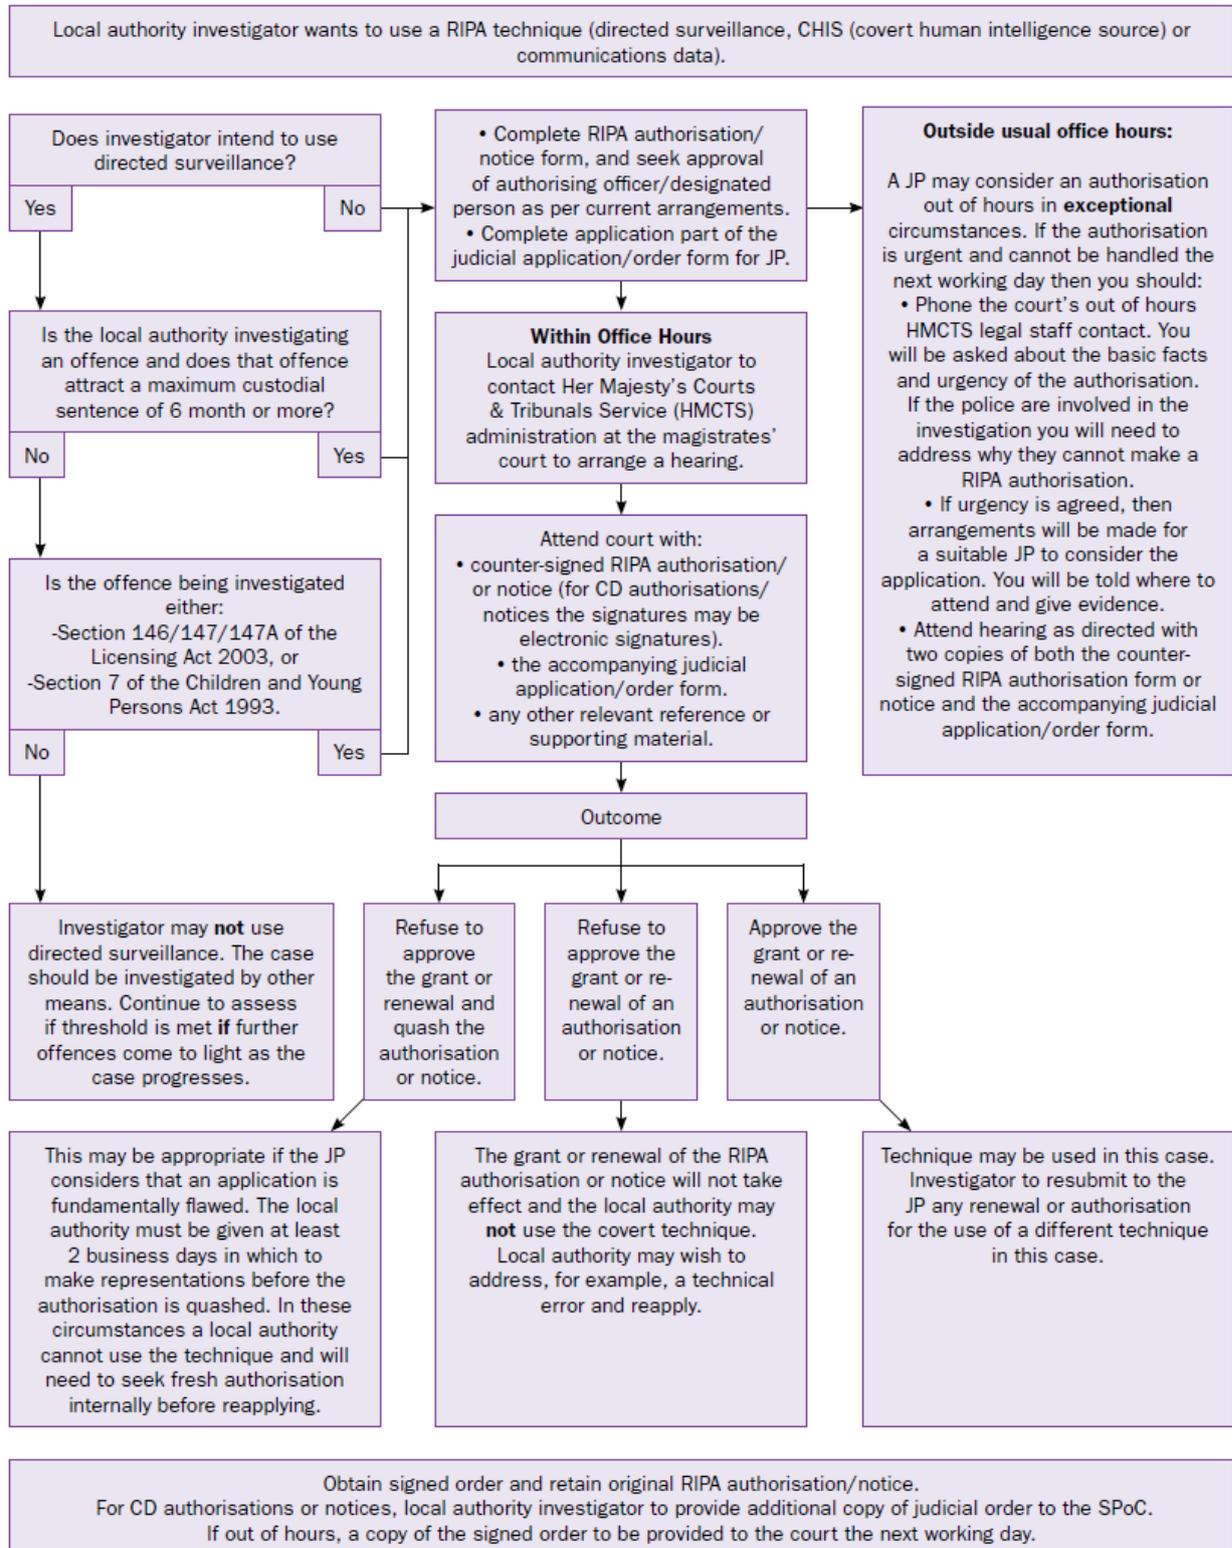 Local authority investigator wants to use a RIPA technique (directed surveillance, CHIS (covert human intelligence source) or
communications data).
Does investigator intend to use
directed surveillance?
Yes
No
Is the local authority investigating
an offence and does that offence
attract a maximum custodial
sentence of 6 month or more?
No
Yes
Is the offence being investigated
either:
-Section 146/147/147A of the
Licensing Act 2003, or
-Section 7 of the Children and Young
Persons Act 1993.
No
Yes
Investigator may not use
directed surveillance. The case
should be investigated by other
means. Continue to assess
if threshold is met if further
offences come to light as the
case progresses.
• Complete RIPA authorisation/
notice form, and seek approval
of authorising officer/designated
person as per current arrangements.
• Complete application part of the
judicial application/order form for JP.
Within Office Hours
Local authority investigator to
contact Her Majesty's Courts
& Tribunals Service (HMCTS)
administration at the magistrates'
court to arrange a hearing.
Attend court with:
• counter-signed RIPA authorisation/
or notice (for CD authorisations/
notices the signatures may be
electronic signatures).
• the accompanying judicial
application/order form.
• any other relevant reference or
supporting material.
Outside usual office hours:
A JP may consider an authorisation
out of hours in exceptional
circumstances. If the authorisation
is urgent and cannot be handled the
next working day then you should:
• Phone the court's out of hours
HMCTS legal staff contact. You
will be asked about the basic facts
and urgency of the authorisation.
If the police are involved in the
investigation you will need to
address why they cannot make a
RIPA authorisation.
• If urgency is agreed, then
arrangements will be made for
a suitable JP to consider the
application. You will be told where to
attend and give evidence.
• Attend hearing as directed with
two copies of both the counter-
signed RIPA authorisation form or
notice and the accompanying judicial
application/order form.
Outcome
Refuse to
approve
the grant or
renewal and
quash the
authorisation
or notice.
Refuse to
approve the
grant or re-
newal of an
authorisation
or notice.
Approve the
grant or re-
newal of an
authorisation
or notice.
This may be appropriate if the JP
considers that an application is
fundamentally flawed. The local
authority must be given at least
2 business days in which to
make representations before the
authorisation is quashed. In these
circumstances a local authority
cannot use the technique and will
need to seek fresh authorisation
internally before reapplying.
The grant or renewal of the RIPA
authorisation or notice will not take
effect and the local authority may
not use the covert technique.
Local authority may wish to
address, for example, a technical
error and reapply.
Technique may be used in this case.
Investigator to resubmit to the
JP any renewal or authorisation
for the use of a different technique
in this case.
Obtain signed order and retain original RIPA authorisation/notice.
For CD authorisations or notices, local authority investigator to provide additional copy of judicial order to the SPoC.
If out of hours, a copy of the signed order to be provided to the court the next working day.